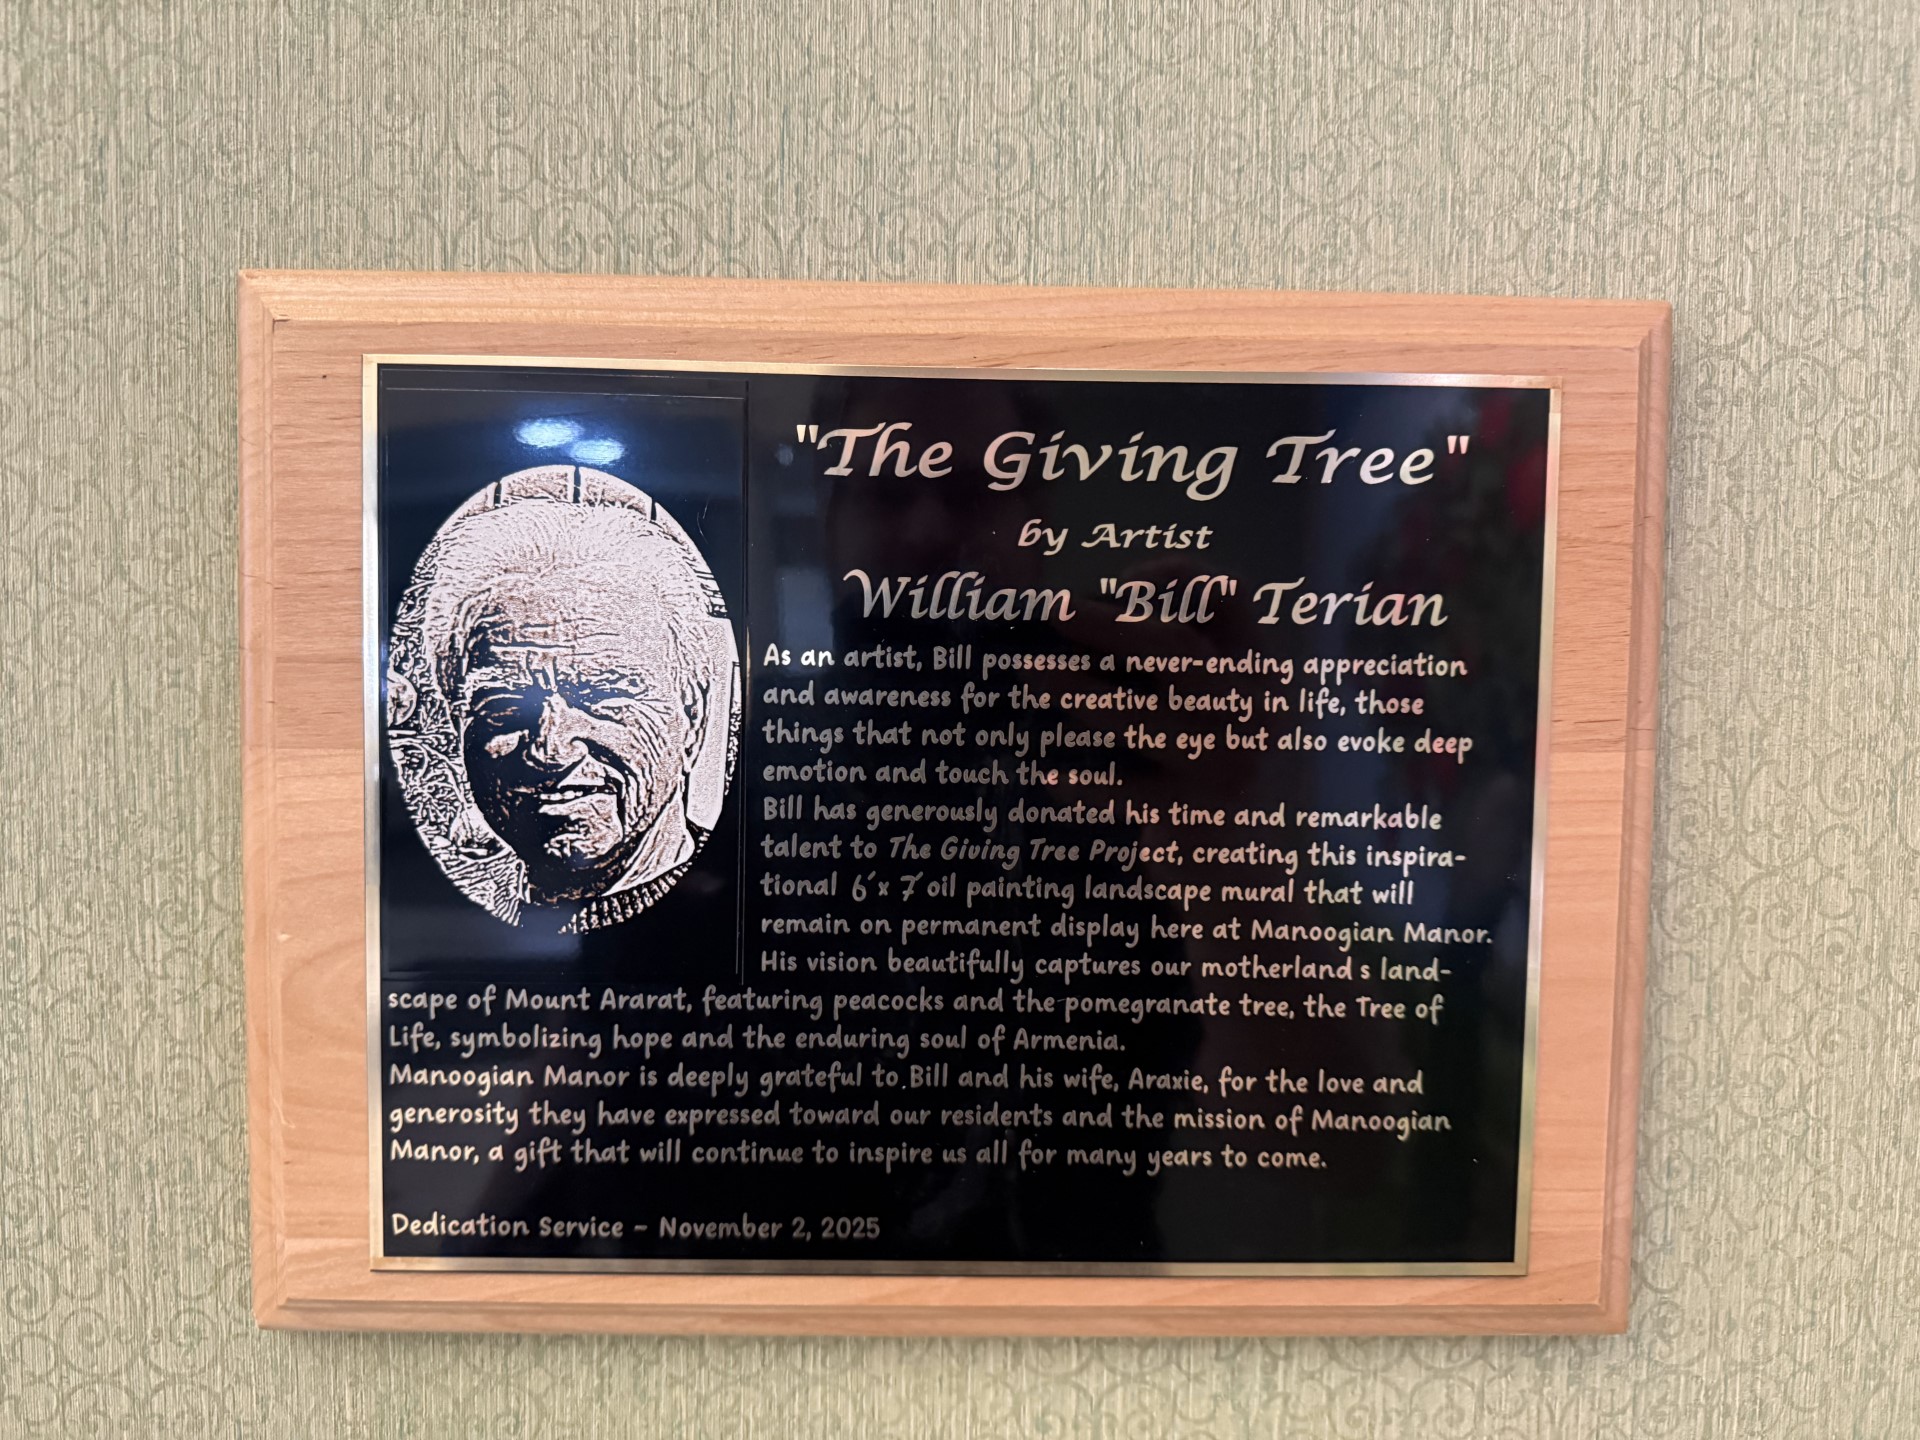 "The Giving Tree"
by Artist
William "Bill" Terian
As an artist, Bill possesses a never-ending appreciation
and awareness for the creative beauty in life, those
things that not only please the eye but also evoke deep
emotion and touch the soul.
Bill has generously donated his time and remarkable
talent to The Giving Tree Project, creating this inspira-
tional 6´x 7´oil painting landscape mural that will
remain on permanent display here at Manoogian Manor.
His vision beautifully captures our motherland s land-
scape of Mount Ararat, featuring peacocks and the pomegranate tree, the Tree of
Life, symbolizing hope and the enduring soul of Armenia.
Manoogian Manor is deeply grateful to Bill and his wife, Araxie, for the love and
generosity they have expressed toward our residents and the mission of Manoogian
Manor, a gift that will continue to inspire us all for many years to come.
Dedication Service - November 2, 2025